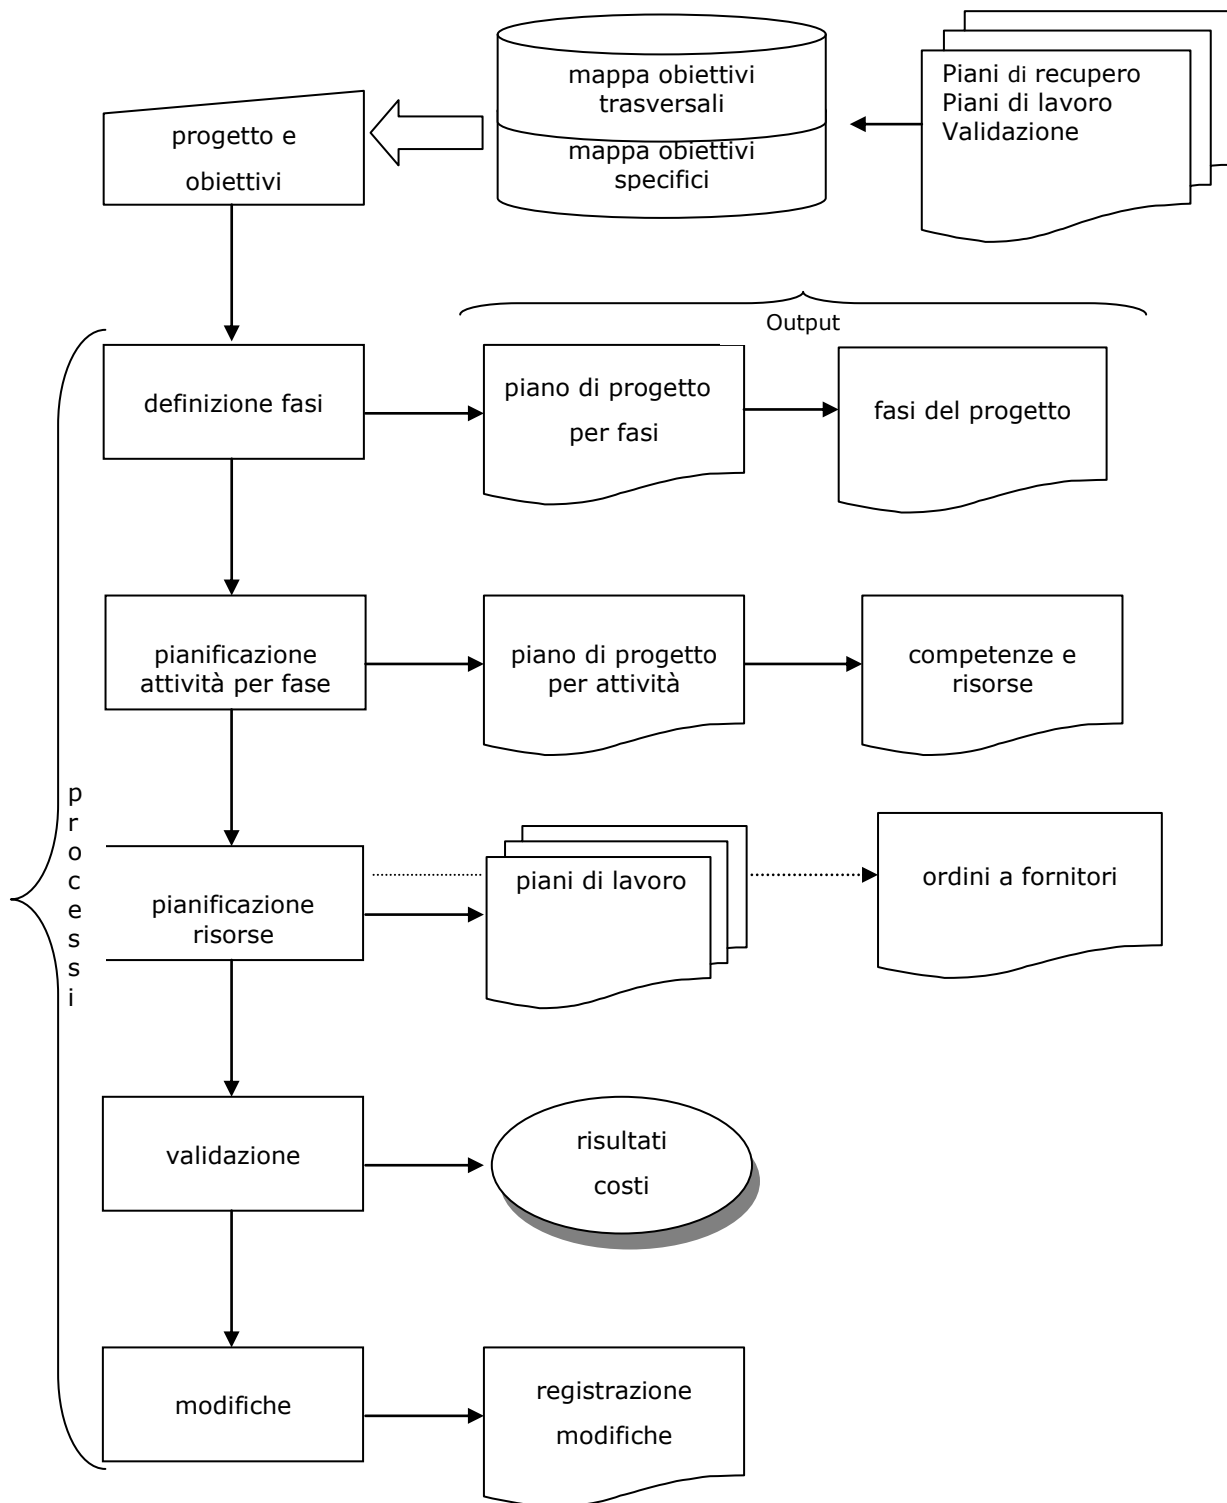 mappa obiettivi
trasversali
mappa obiettivi
specifici
Piani di recupero
Piani di lavoro
Validazione
progetto e
obiettivi
Output
definizione fasi
piano di progetto
per fasi
fasi del progetto
pianificazione
attività per fase
piano di progetto
per attività
competenze e
risorse
p
r
o
c
e
s
s
i
pianificazione
risorse
piani di lavoro
ordini a fornitori
validazione
risultati
costi
modifiche
registrazione
modifiche